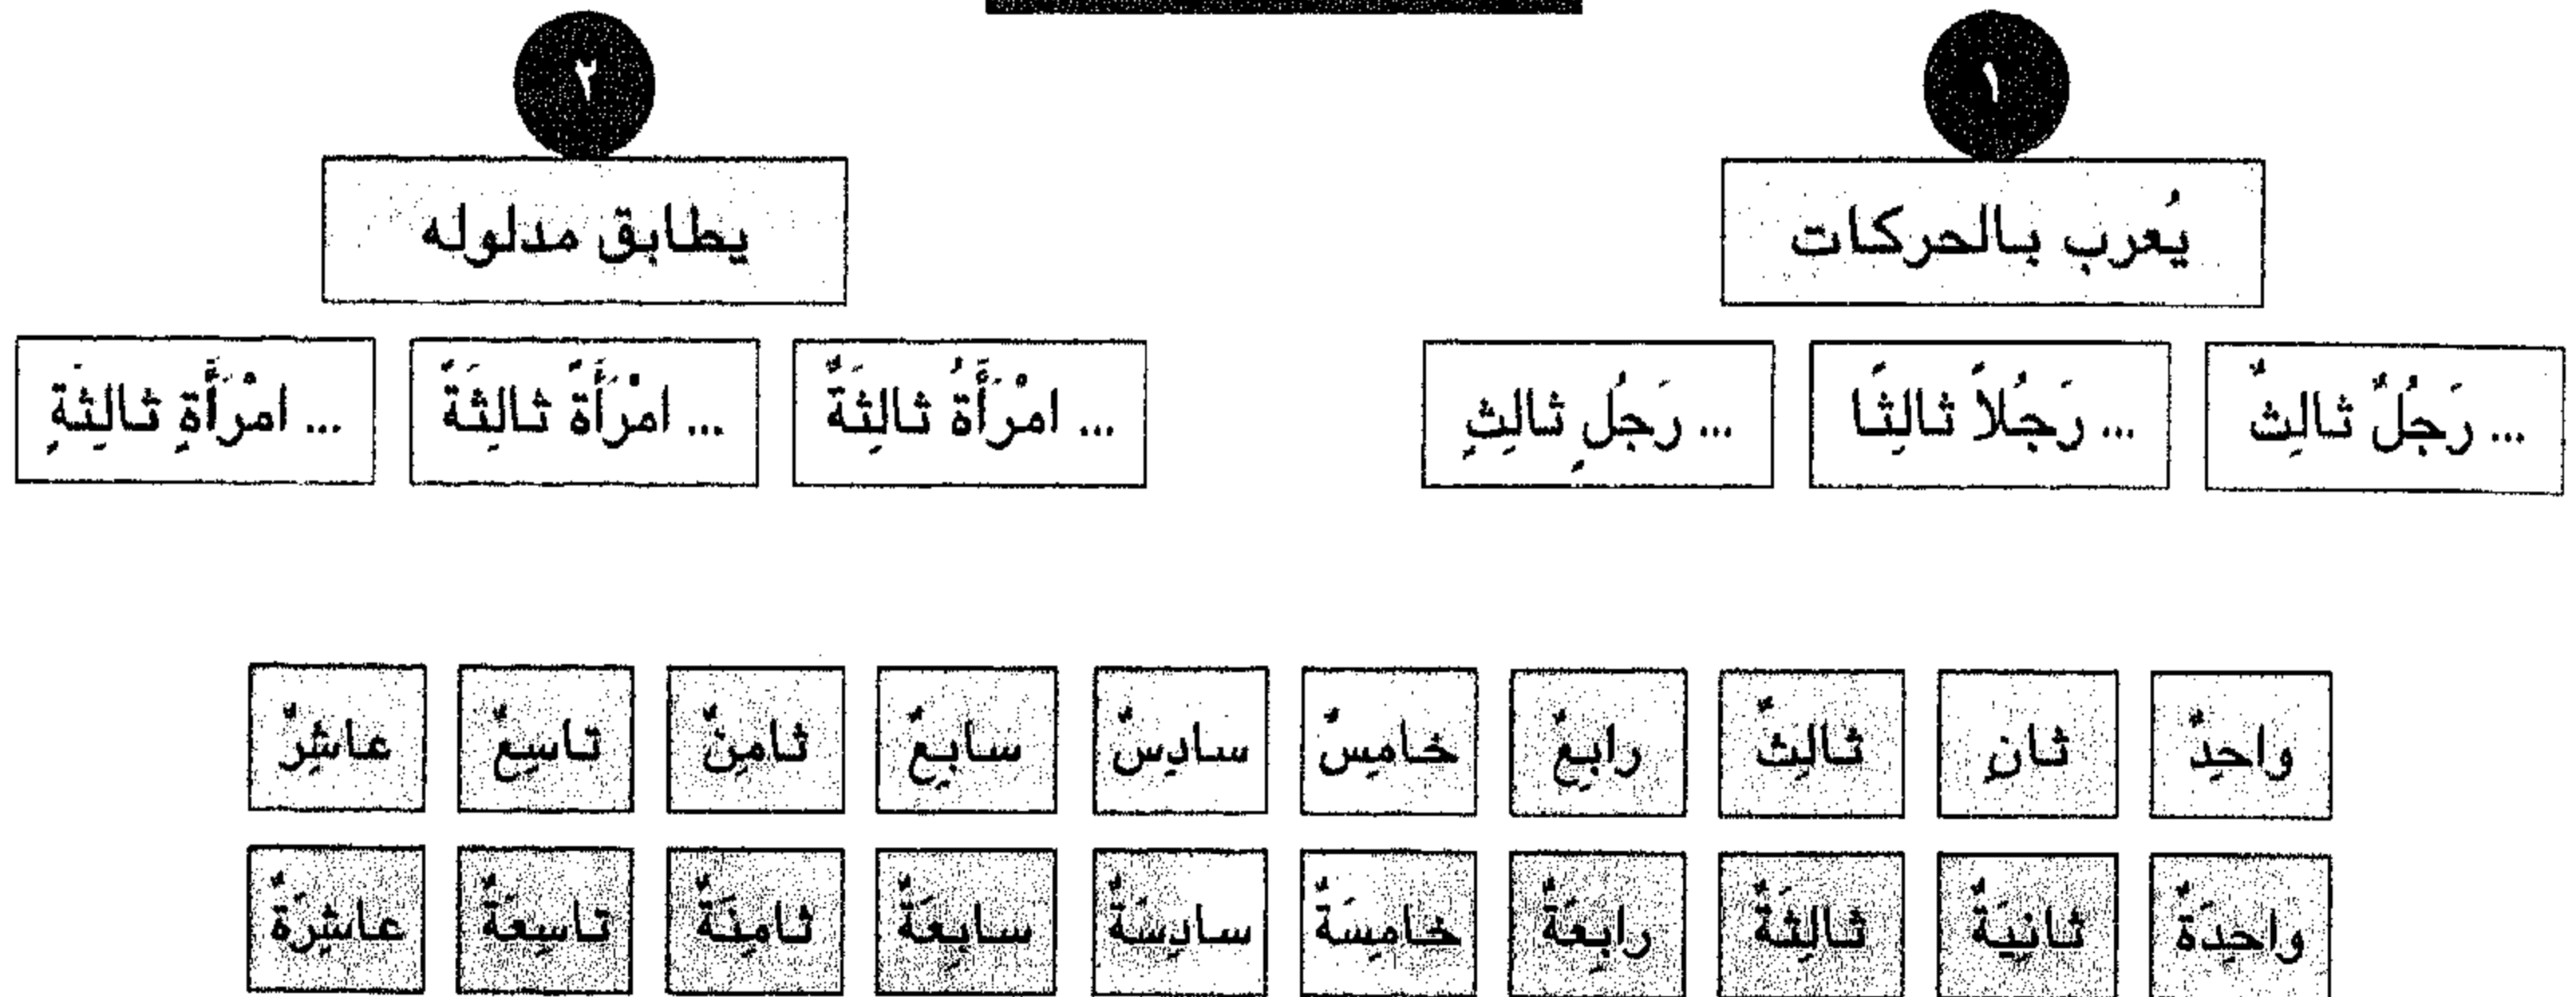 ١ ٢
يُعرب بالحركات يطابق مدلوله
... رَجُلٌ ثالِثٌ ... رَجُلاً ثالِثًا ... رَجُلٍ ثالِثٍ ... امْرَأَةُ ثالِثَةٌ ... امْرَأَةً ثالِثَةً ... امْرَأَةٍ ثالِثَةٍ
واحِدٌ ثانٍ ثالِثٌ رابِعٌ خامِسٌ سادِسٌ سابِعٌ ثامِنٌ تاسِعٌ عاشِرٌ
واحِدَةٌ ثانِيَةٌ ثالِثَةٌ رابِعَةٌ خامِسَةٌ سادِسَةٌ سابِعَةٌ ثامِنَةٌ تاسِعَةٌ عاشِرَةٌ